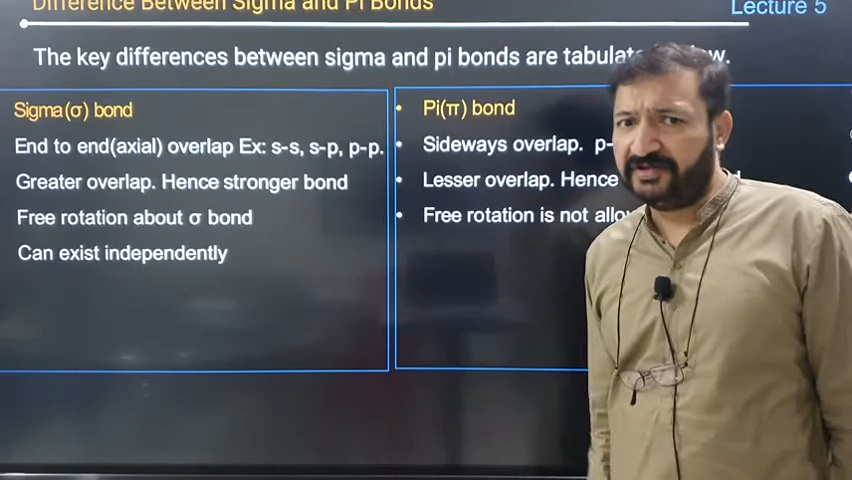 Difference Between Sigma and Pi Bonds
Lecture 5
The key differences between sigma and pi bonds are tabulat w.
Sigma(σ) bond
End to end(axial) overlap Ex: s-s, s-p, p-p.
Greater overlap. Hence stronger bond
Free rotation about σ bond
Can exist independently
• Pi(π) bond
• Sideways overlap. p-
• Lesser overlap. Hence d
• Free rotation is not allo